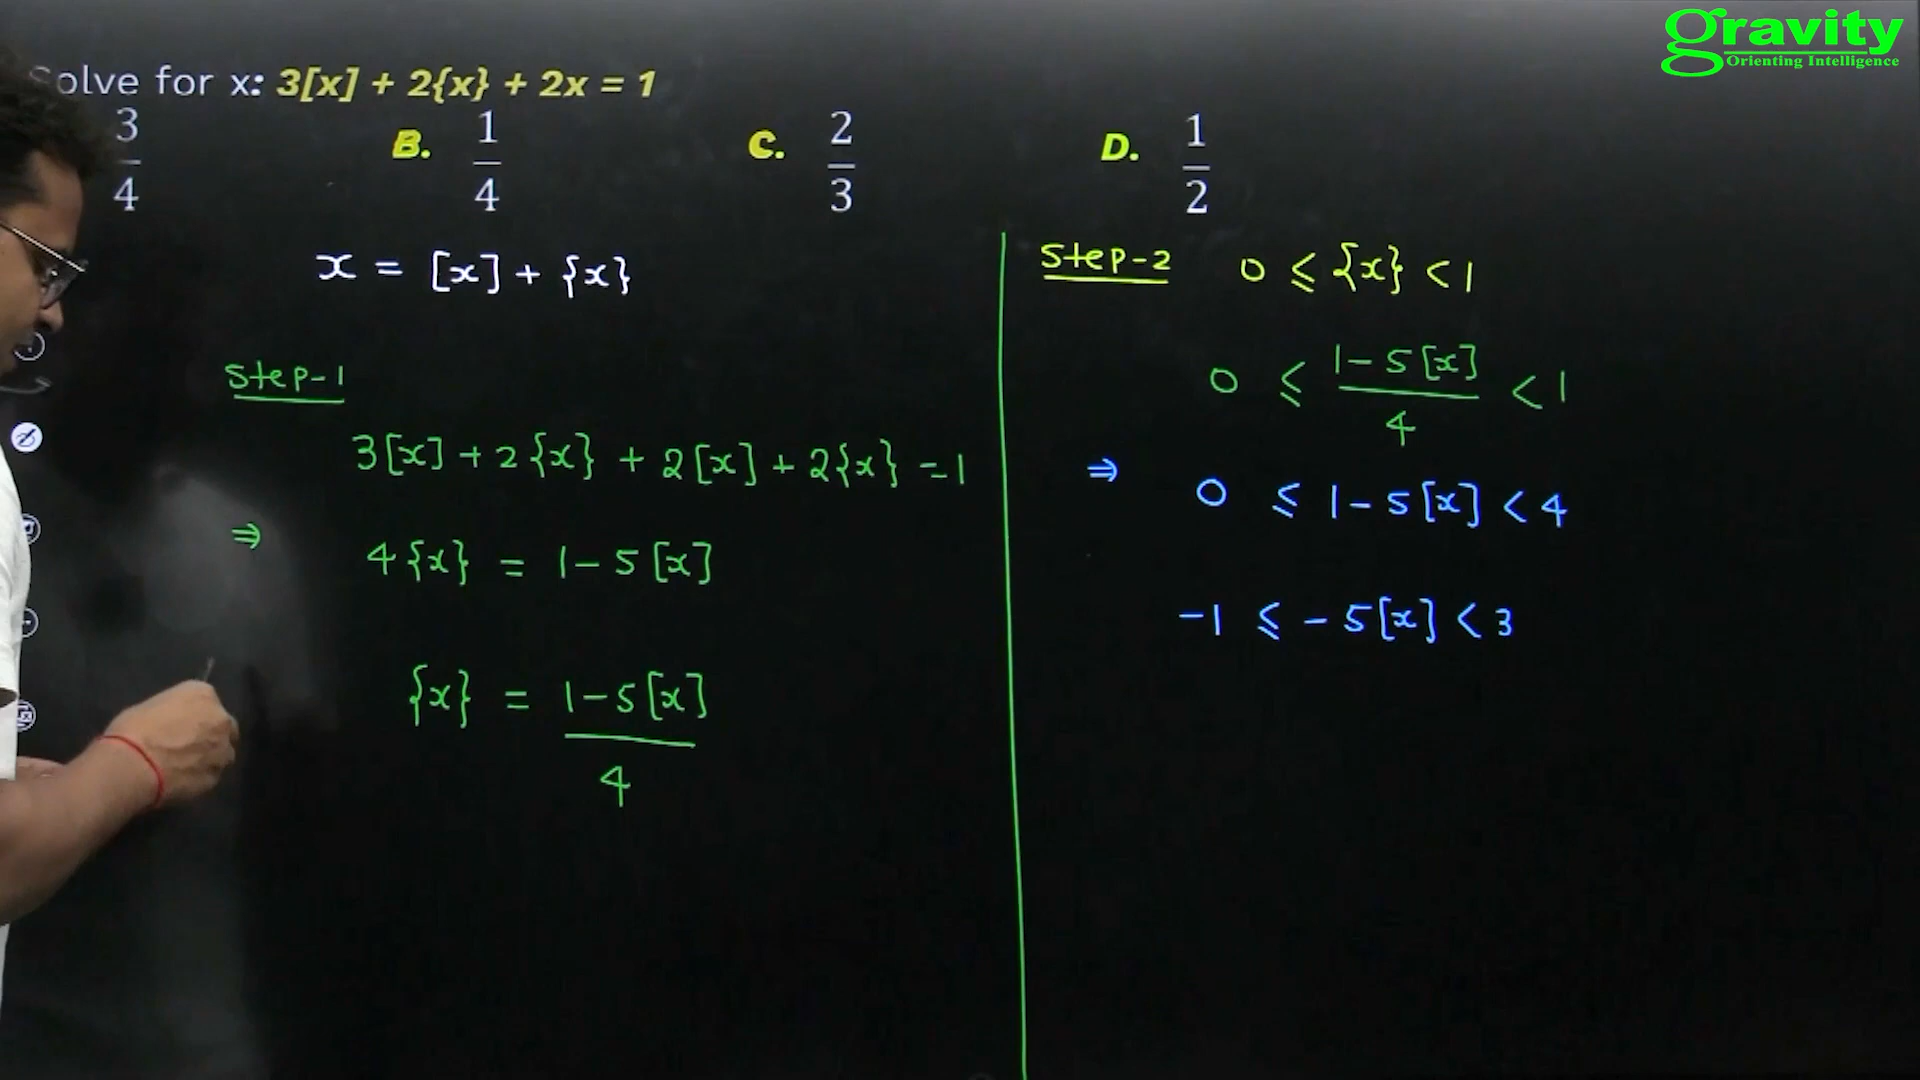 gravity
Orienting Intelligence
olve for x: 3[x] + 2{x} + 2x = 1
3/4 B. 1/4 C. 2/3 D. 1/2
x = [x] + {x}
Step-1
3[x] + 2{x} + 2[x] + 2{x} = 1
⇒ 4{x} = 1 - 5[x]
{x} = 1 - 5[x] / 4
Step-2 0 ≤ {x} < 1
0 ≤ 1 - 5[x] / 4 < 1
⇒ 0 ≤ 1 - 5[x] < 4
-1 ≤ - 5[x] < 3